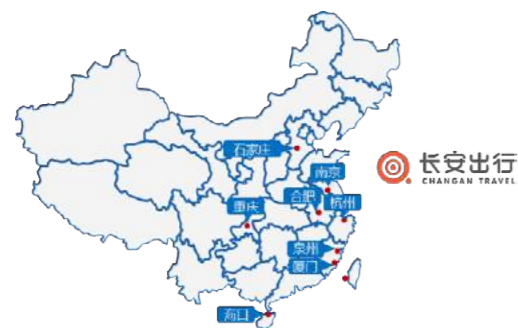 石家庄
长安出行
CHANGAN TRAVEL
南京
合肥
杭州
重庆
泉州
厦门
海口